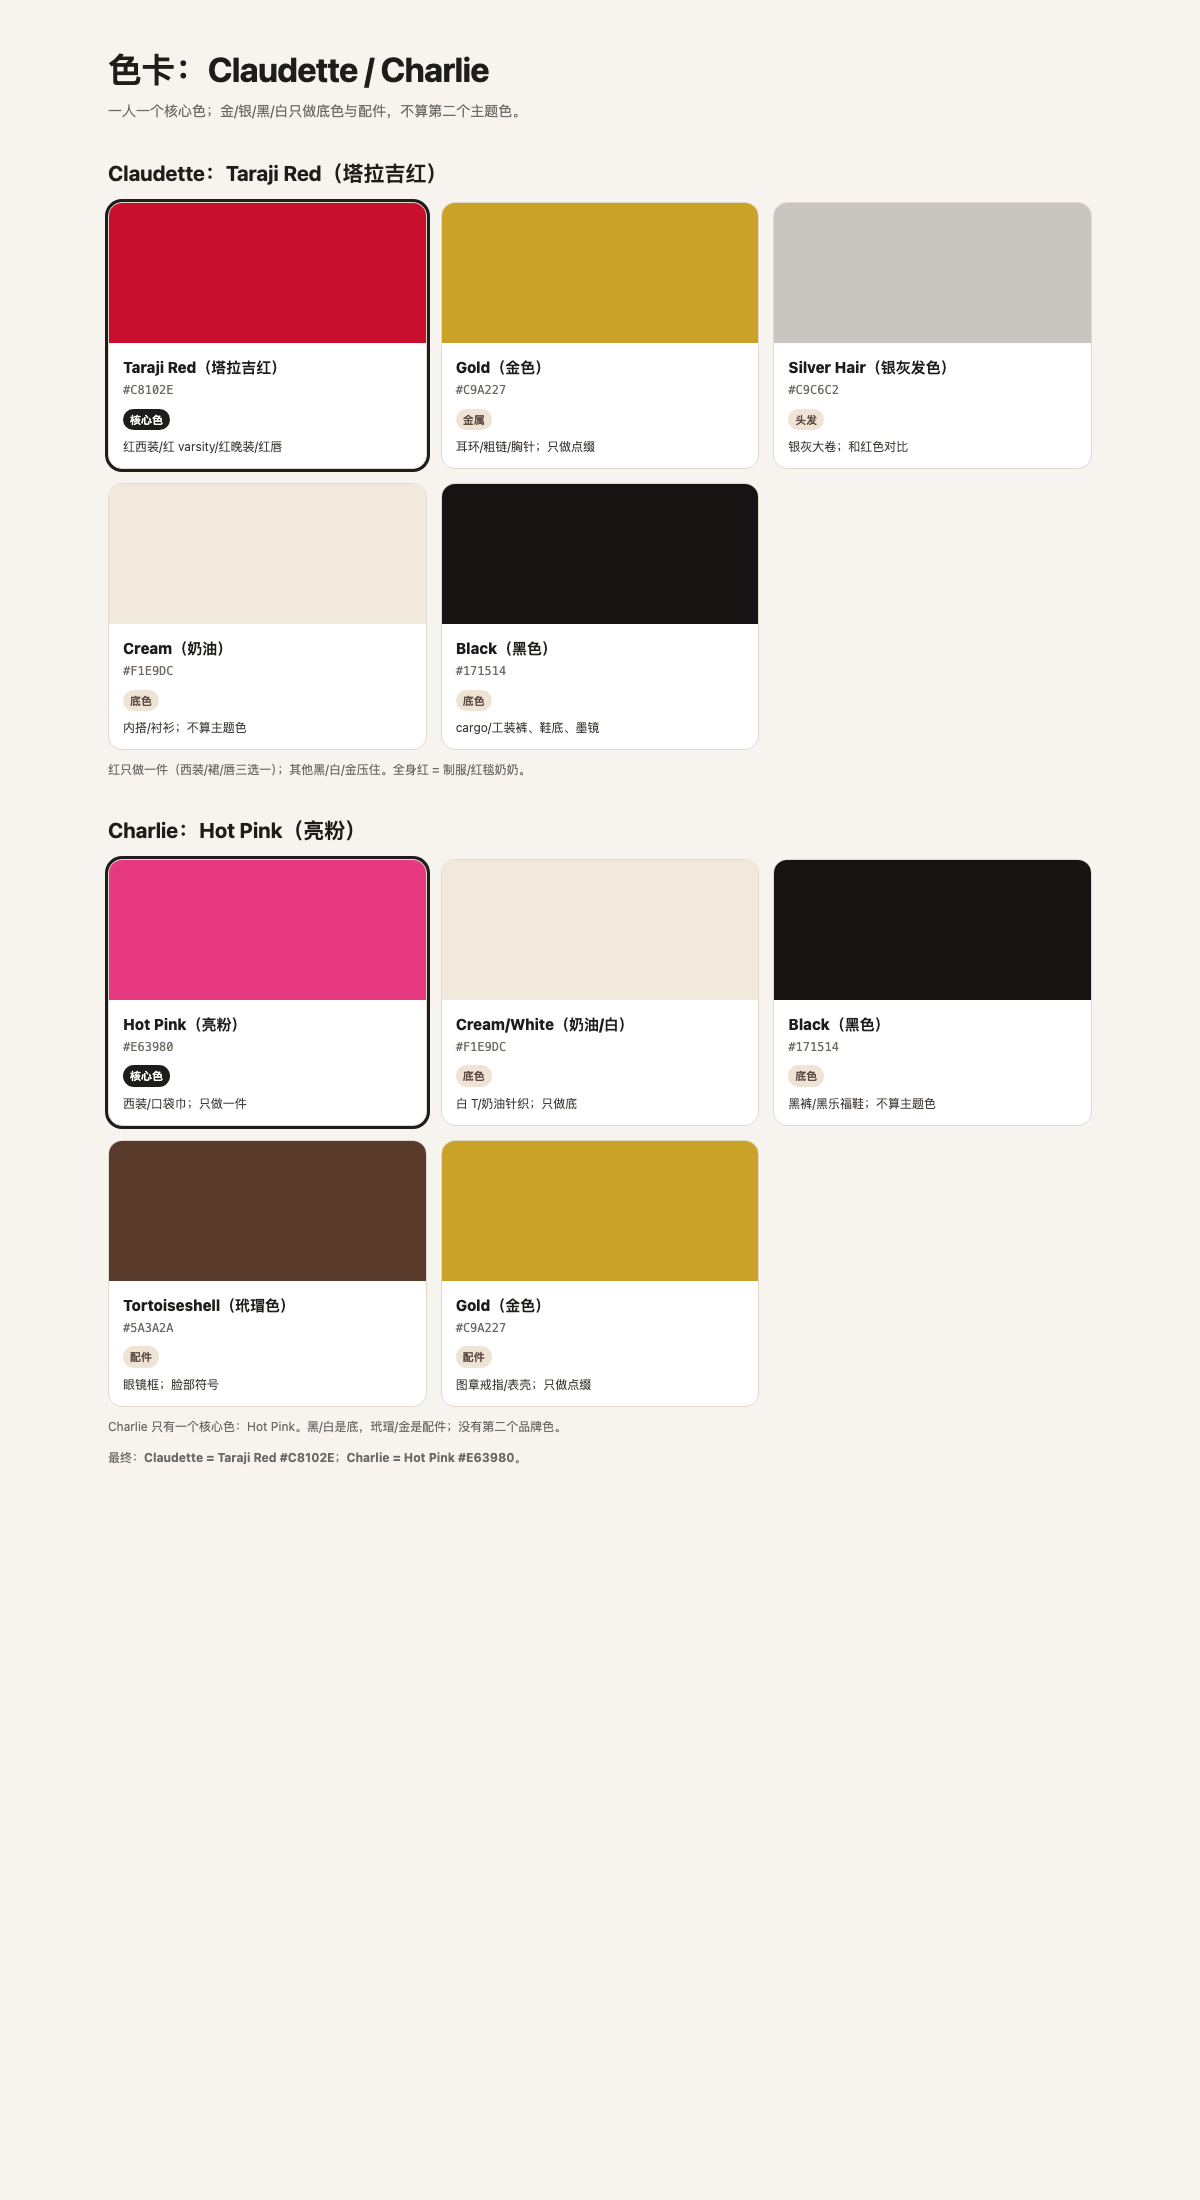 色卡：Claudette / Charlie
一人一个核心色；金/银/黑/白只做底色与配件，不算第二个主题色。
Claudette：Taraji Red（塔拉吉红）
Taraji Red（塔拉吉红）
#C8102E
核心色
红西装/红 varsity/红晚装/红唇
Gold（金色）
#C9A227
金属
耳环/粗链/胸针；只做点缀
Silver Hair（银灰发色）
#C9C6C2
头发
银灰大卷；和红色对比
Cream（奶油）
#F1E9DC
底色
内搭/衬衫；不算主题色
Black（黑色）
#171514
底色
cargo/工装裤、鞋底、墨镜
红只做一件（西装/裙/唇三选一）；其他黑/白/金压住。全身红 = 制服/红毯奶奶。
Charlie：Hot Pink（亮粉）
Hot Pink（亮粉）
#E63980
核心色
西装/口袋巾；只做一件
Cream/White（奶油/白）
#F1E9DC
底色
白 T/奶油针织；只做底
Black（黑色）
#171514
底色
黑裤/黑乐福鞋；不算主题色
Tortoiseshell（玳瑁色）
#5A3A2A
配件
眼镜框；脸部符号
Gold（金色）
#C9A227
配件
图章戒指/表壳；只做点缀
Charlie 只有一个核心色：Hot Pink。黑/白是底，玳瑁/金是配件；没有第二个品牌色。
最终：Claudette = Taraji Red #C8102E；Charlie = Hot Pink #E63980。